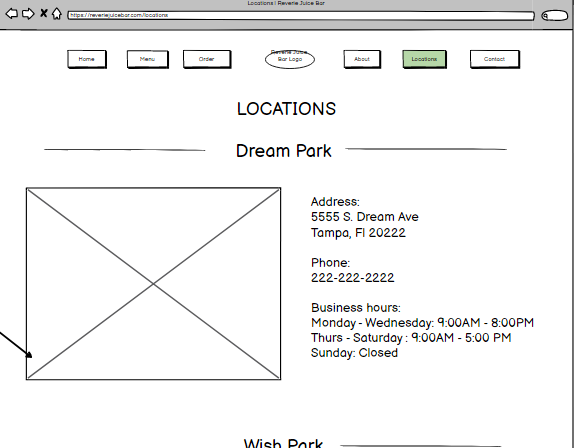 Locations | Reverie Juice Bar
https://reveriejuicebar.com/locations
Home
Menu
Order
Reverie Juice
Bar Logo
About
Locations
Contact
LOCATIONS
Dream Park
Address:
5555 S. Dream Ave
Tampa, Fl 20222
Phone:
222-222-2222
Business hours:
Monday - Wednesday: 9:00AM - 8:00PM
Thurs - Saturday : 9:00AM - 5:00 PM
Sunday: Closed
Wish Park